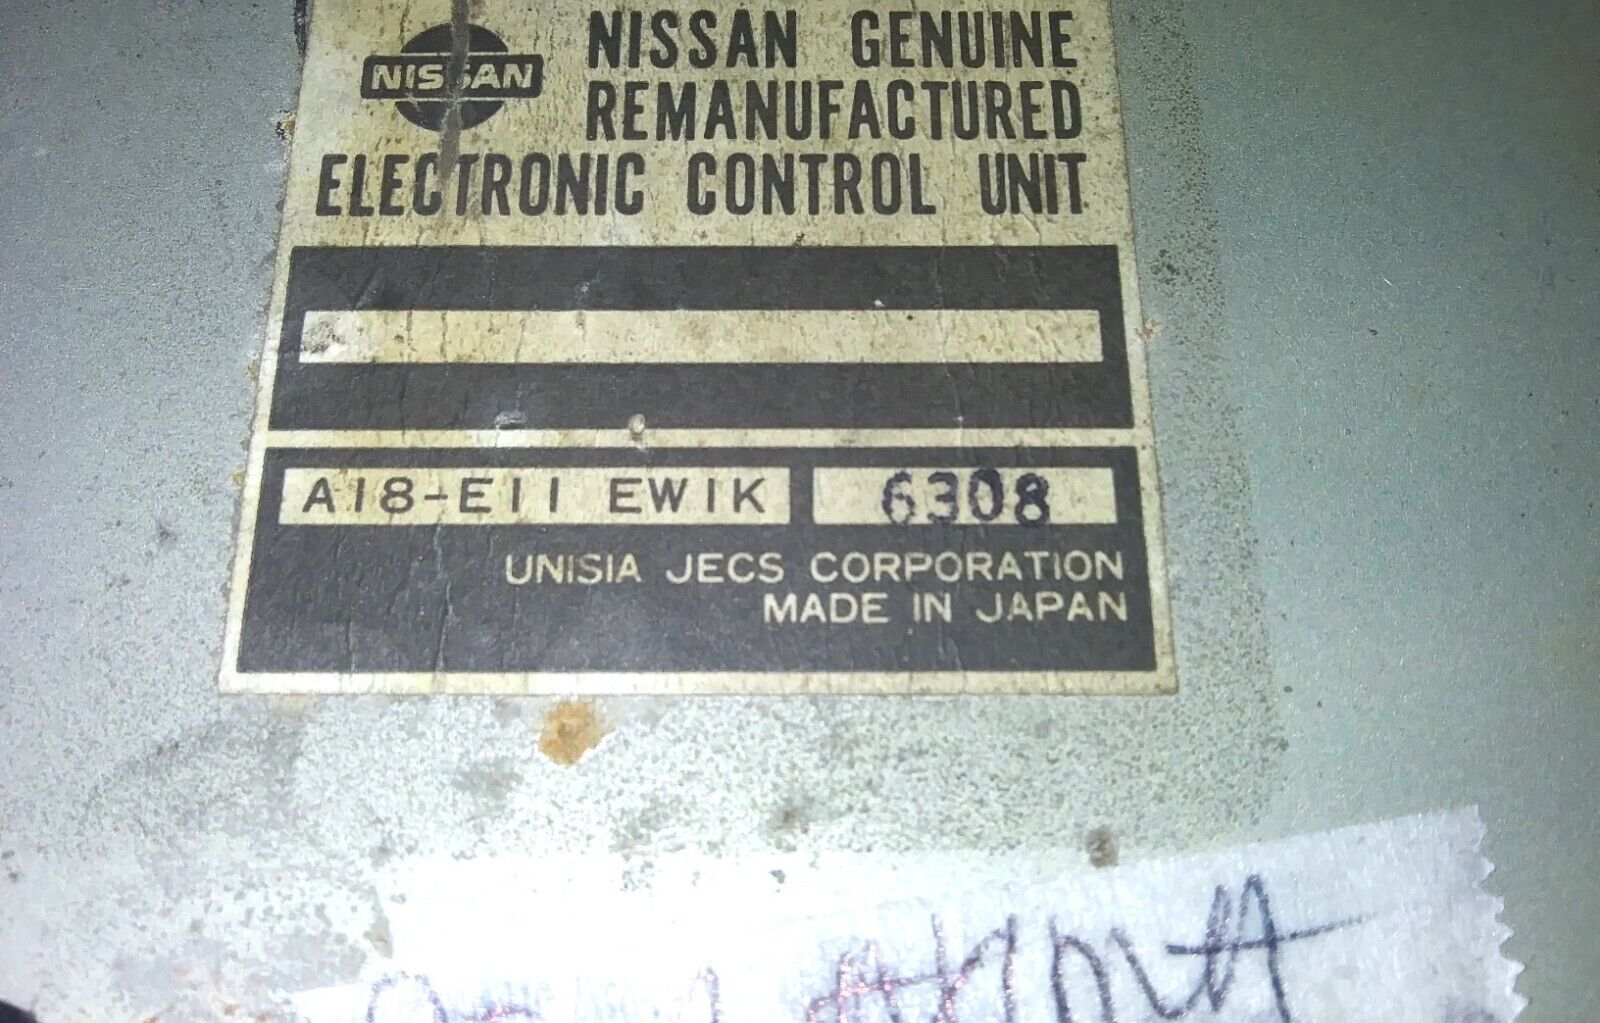 NISSAN
NISSAN GENUINE
REMANUFACTURED
ELECTRONIC CONTROL UNIT
A18-E11 EW1K 6308
UNISIA JECS CORPORATION
MADE IN JAPAN